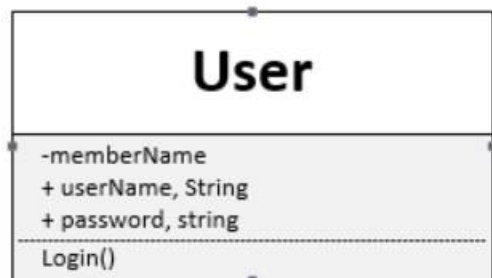 User
-memberName
+ userName, String
+ password, string
Login()